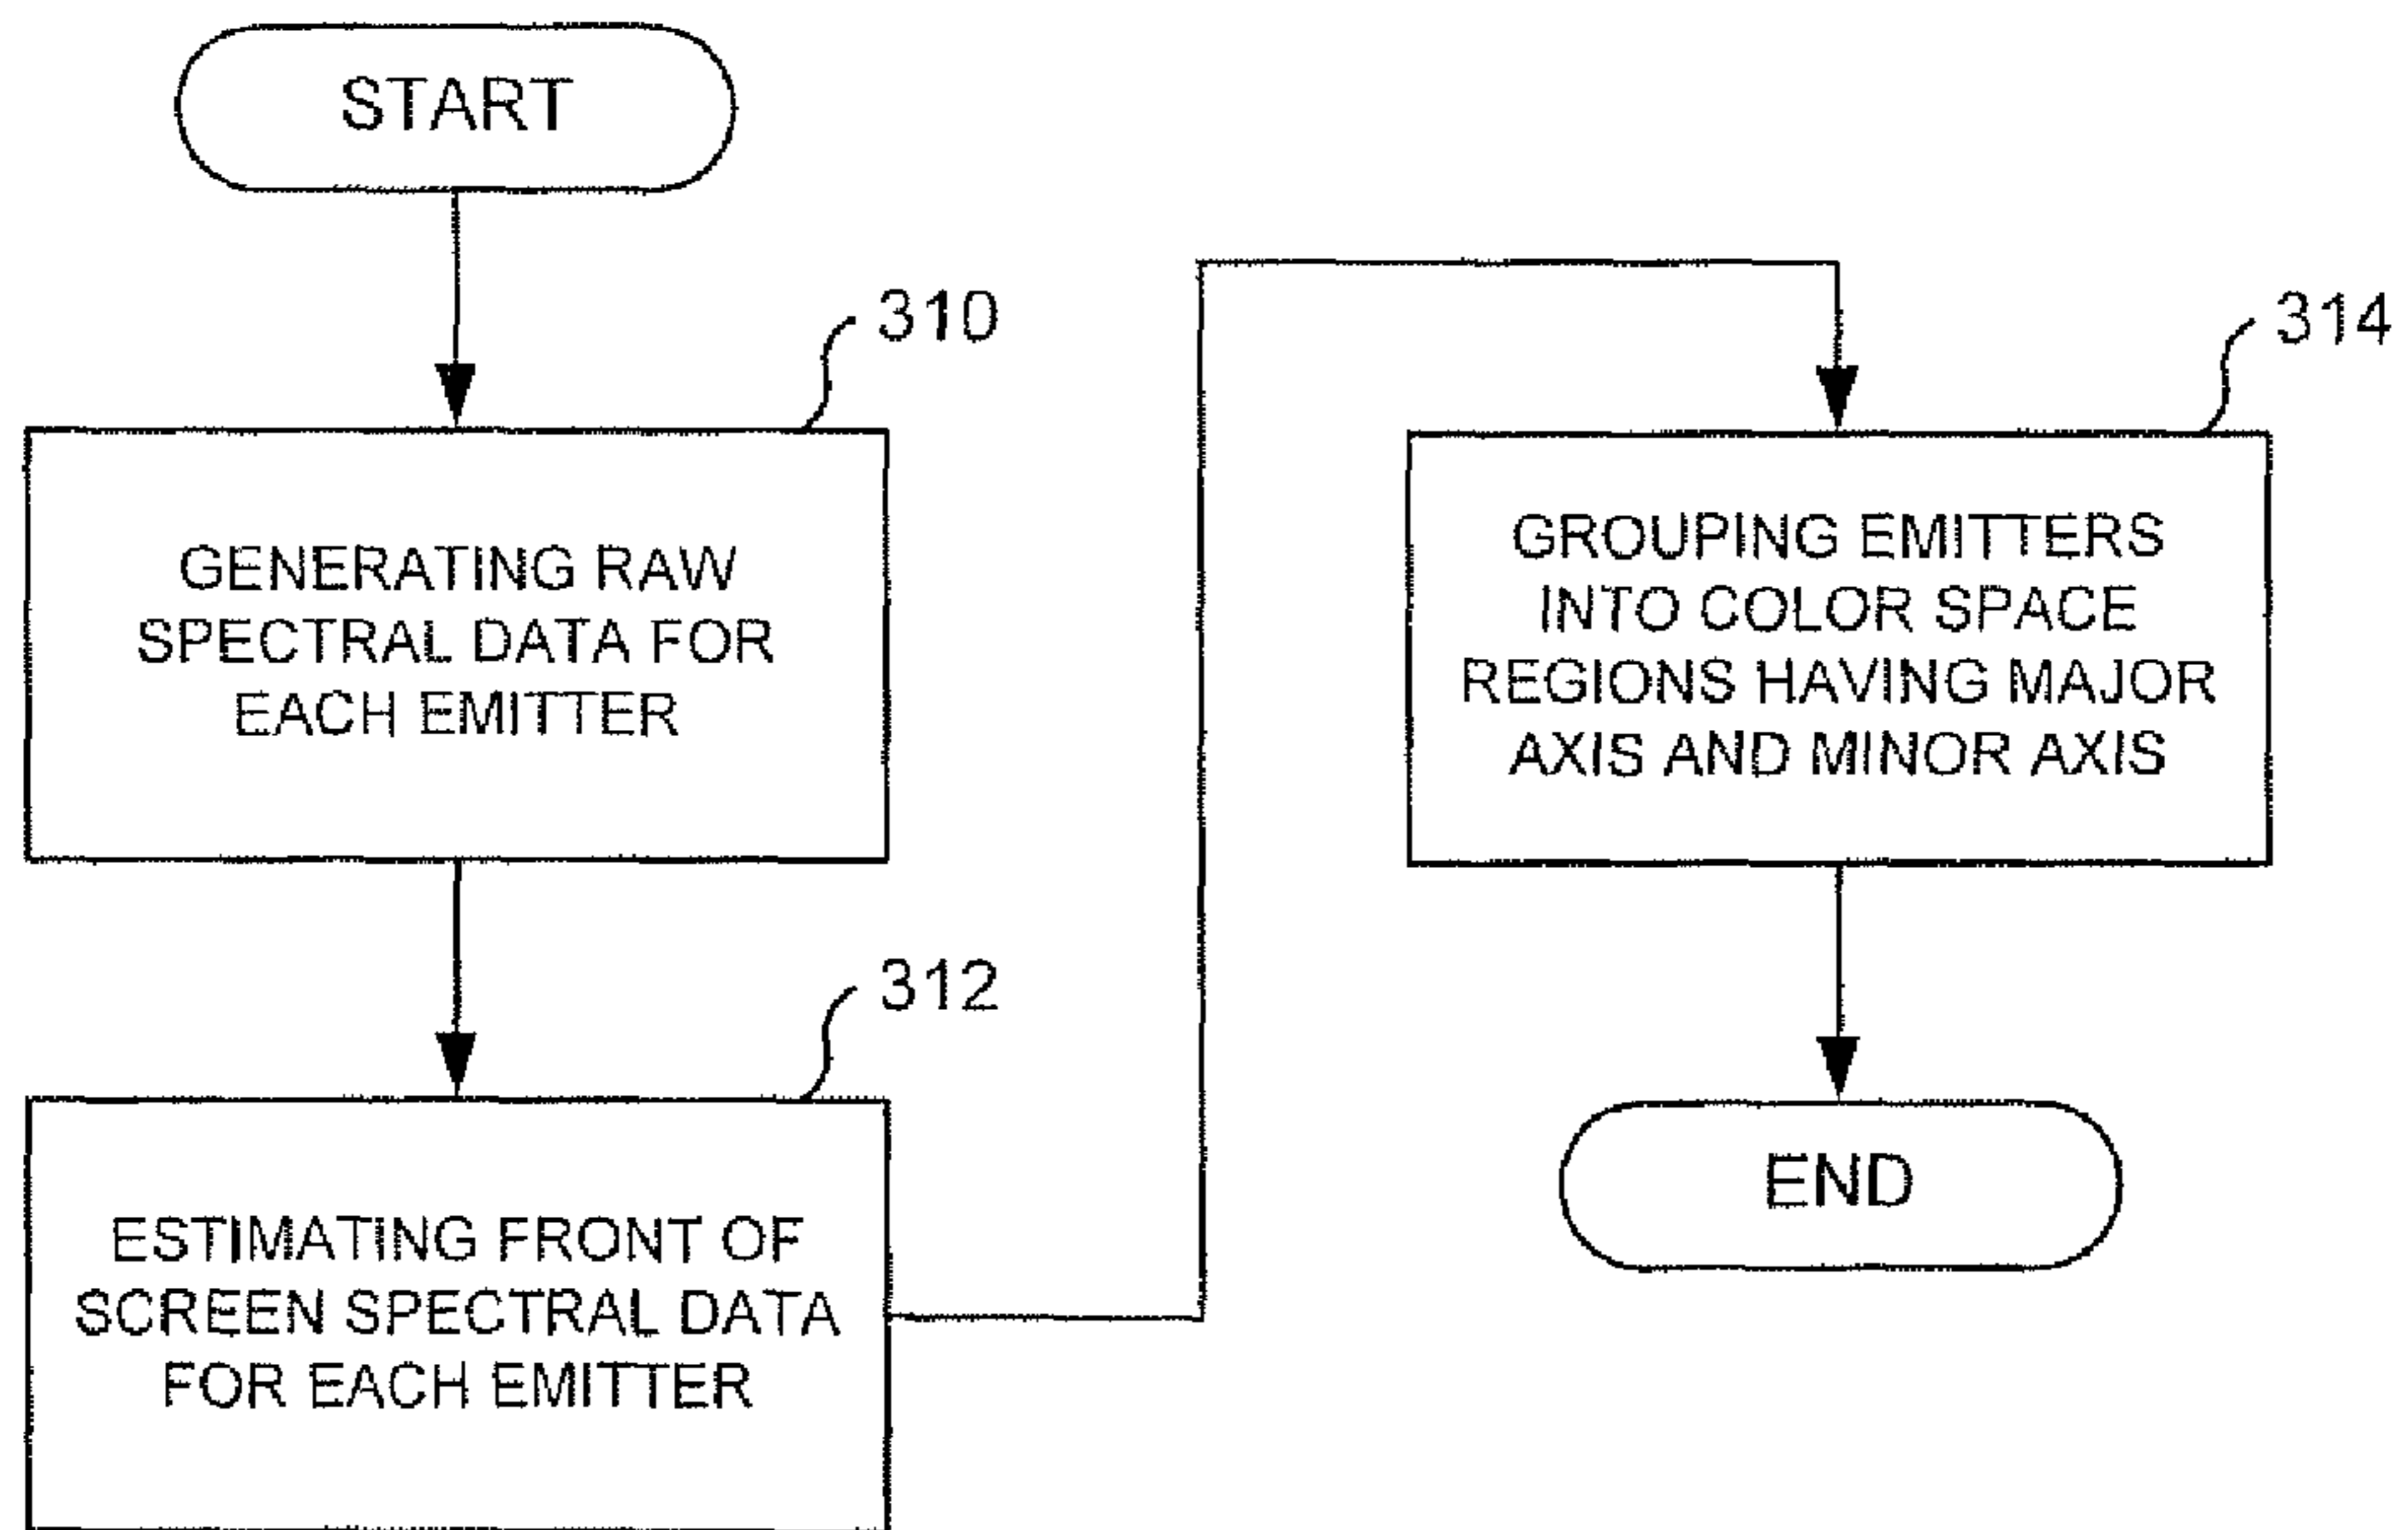 START
310
GENERATING RAW
SPECTRAL DATA FOR
EACH EMITTER
312
ESTIMATING FRONT OF
SCREEN SPECTRAL DATA
FOR EACH EMITTER
314
GROUPING EMITTERS
INTO COLOR SPACE
REGIONS HAVING MAJOR
AXIS AND MINOR AXIS
END